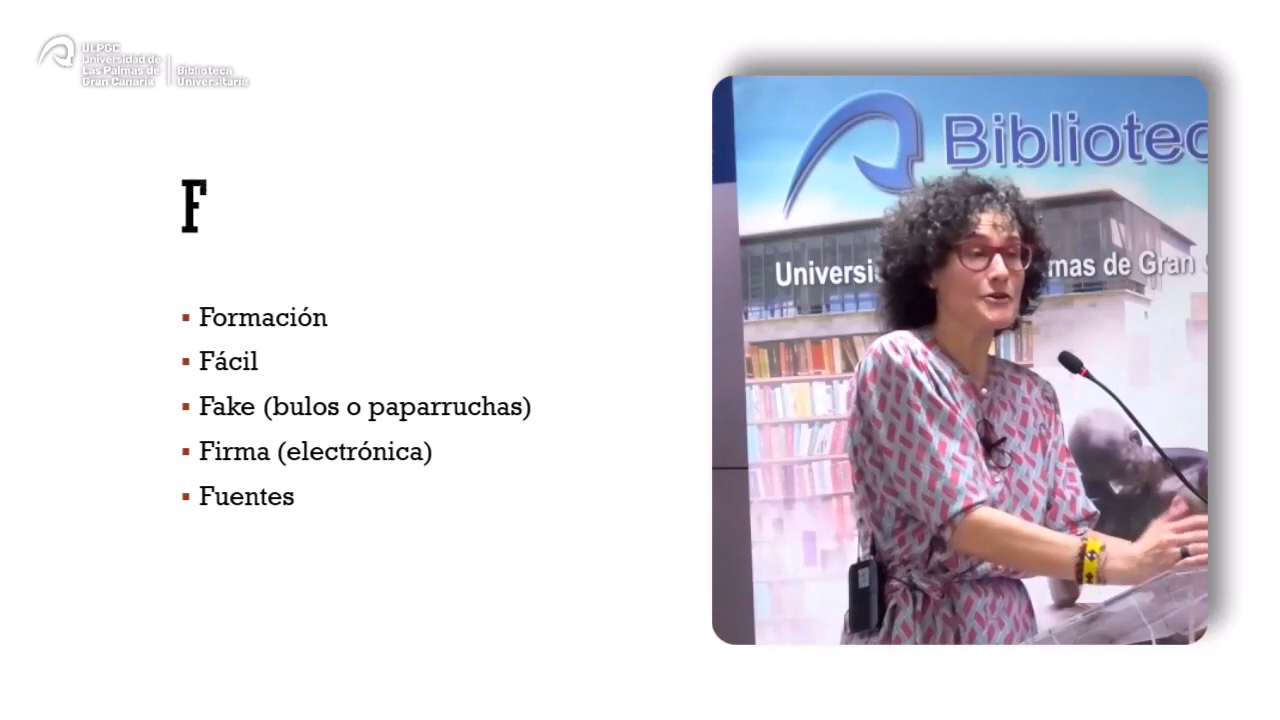 ULPGC
Universidad de
Las Palmas de
Gran Canaria
Biblioteca
Universitaria
F
Formación
Fácil
Fake (bulos o paparruchas)
Firma (electrónica)
Fuentes
Bibliotec
Universi
mas de Gran